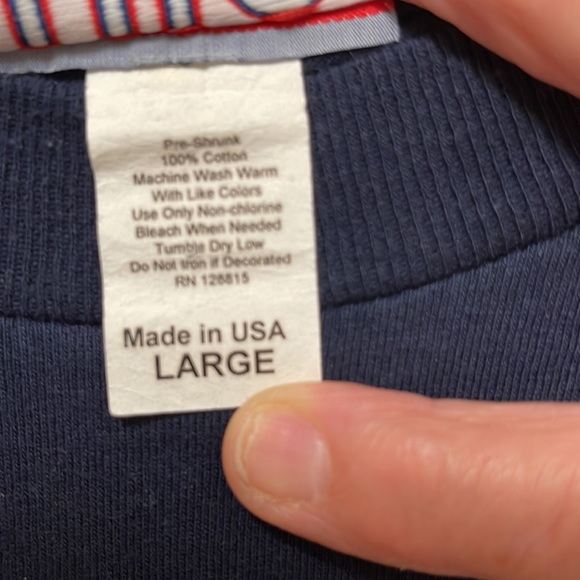 Pre-Shrunk
100% Cotton
Machine Wash Warm
With Like Colors
Use Only Non-chlorine
Bleach When Needed
Tumble Dry Low
Do Not Iron if Decorated
RN 126815
Made in USA
LARGE